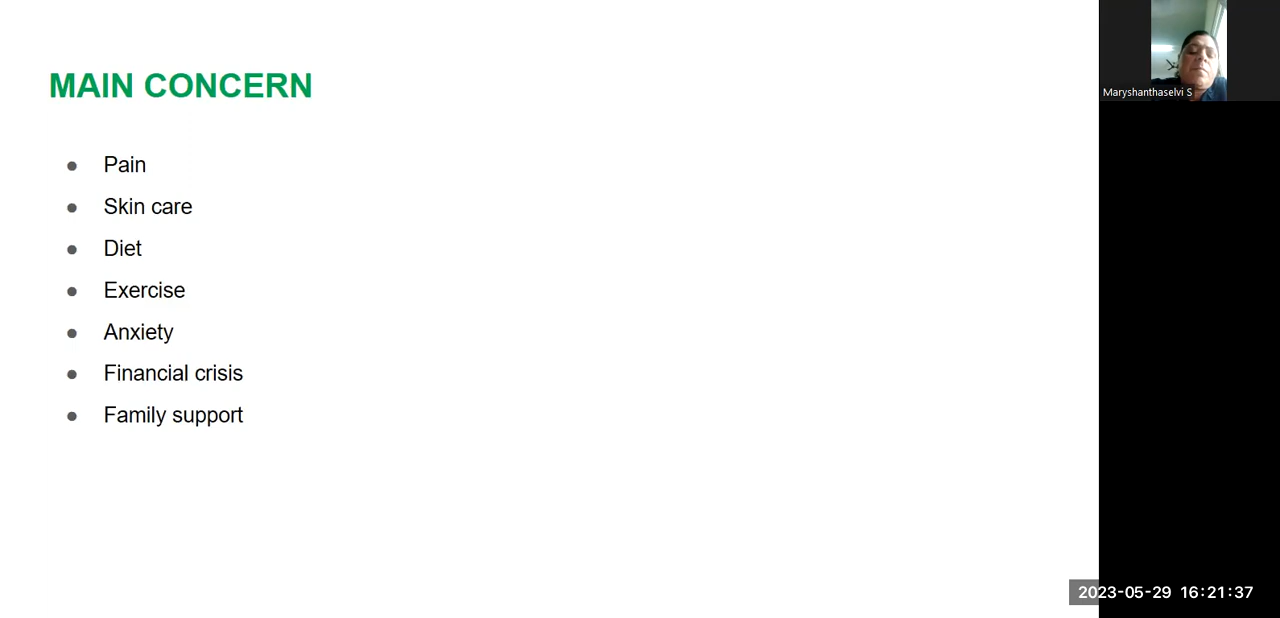 MAIN CONCERN
Pain
Skin care
Diet
Exercise
Anxiety
Financial crisis
Family support
Maryshanthaselvi S
2023-05-29 16:21:37